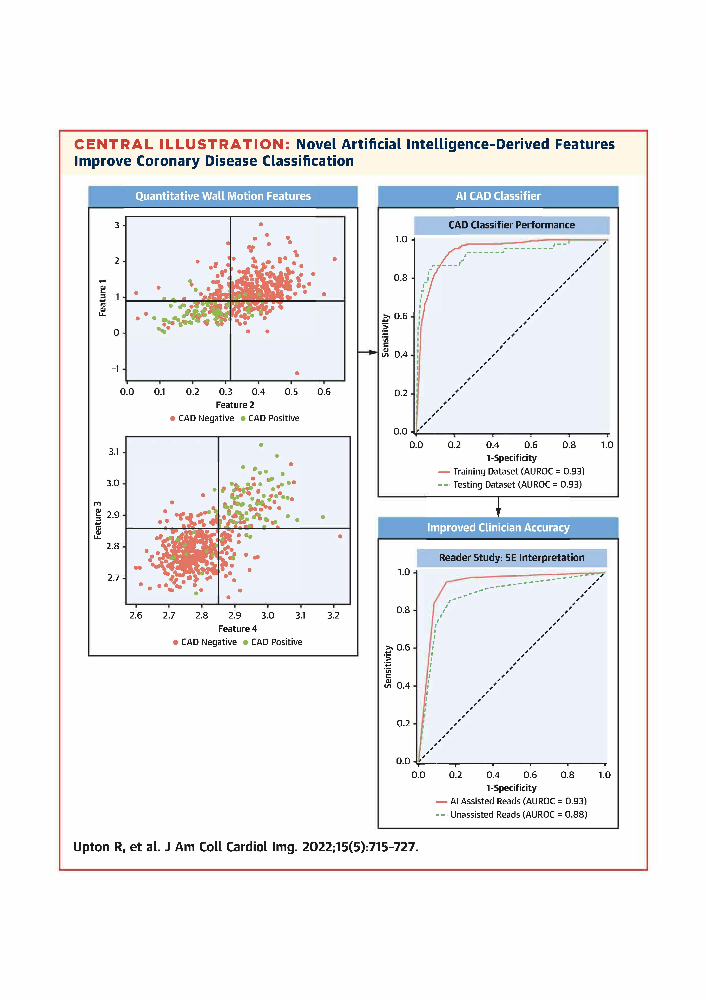 CENTRAL ILLUSTRATION: Novel Artificial Intelligence-Derived Features
Improve Coronary Disease Classification
Quantitative Wall Motion Features
3
2
1
0
–1
Feature 1
0.0 0.1 0.2 0.3 0.4 0.5 0.6
Feature 2
CAD Negative CAD Positive
3.1
3.0
2.9
2.8
2.7
Feature 3
2.6 2.7 2.8 2.9 3.0 3.1 3.2
Feature 4
CAD Negative CAD Positive
AI CAD Classifier
CAD Classifier Performance
1.0
0.8
0.6
0.4
0.2
0.0
Sensitivity
0.0 0.2 0.4 0.6 0.8 1.0
1-Specificity
Training Dataset (AUROC = 0.93)
Testing Dataset (AUROC = 0.93)
Improved Clinician Accuracy
Reader Study: SE Interpretation
1.0
0.8
0.6
0.4
0.2
0.0
Sensitivity
0.0 0.2 0.4 0.6 0.8 1.0
1-Specificity
AI Assisted Reads (AUROC = 0.93)
Unassisted Reads (AUROC = 0.88)
Upton R, et al. J Am Coll Cardiol Img. 2022;15(5):715–727.